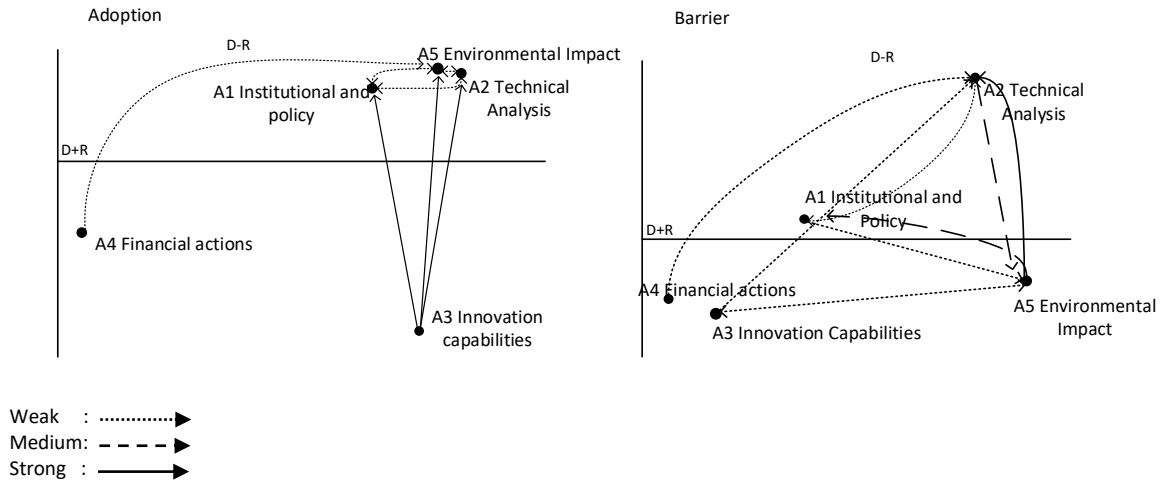 Adoption
D-R
A5 Environmental Impact
A1 Institutional and
policy
A2 Technical
Analysis
D+R
A4 Financial actions
A3 Innovation
capabilities
Barrier
D-R
A2 Technical
Analysis
A1 Institutional and
Policy
D+R
A4 Financial actions
A3 Innovation Capabilities
A5 Environmental
Impact
Weak :
Medium:
Strong :